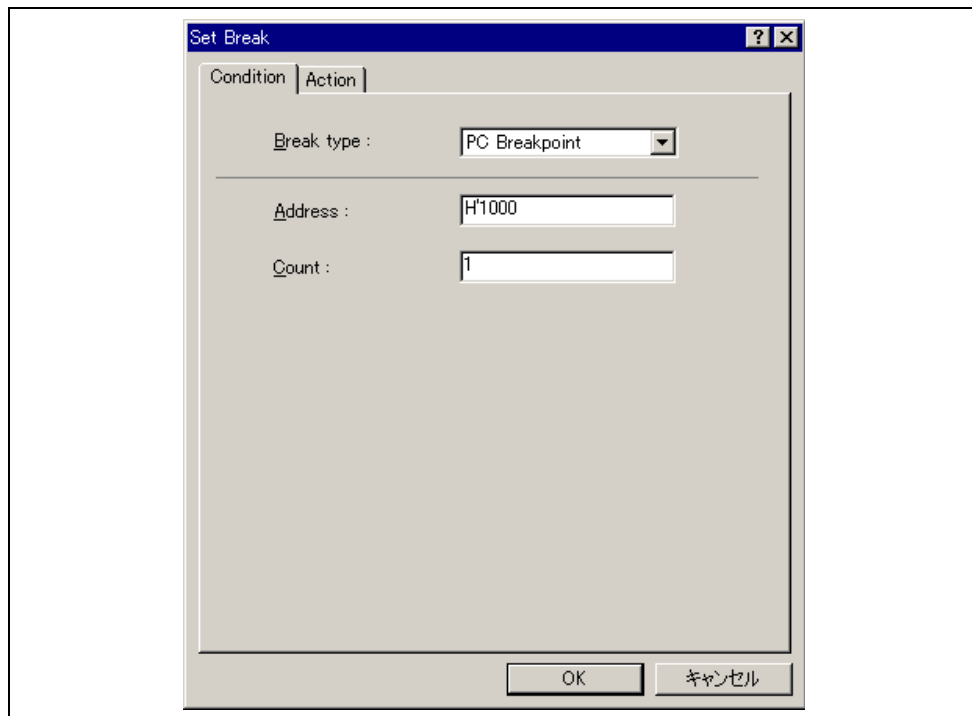 Set Break
Condition Action
Break type : PC Breakpoint
Address : H'1000
Count : 1
OK キャンセル